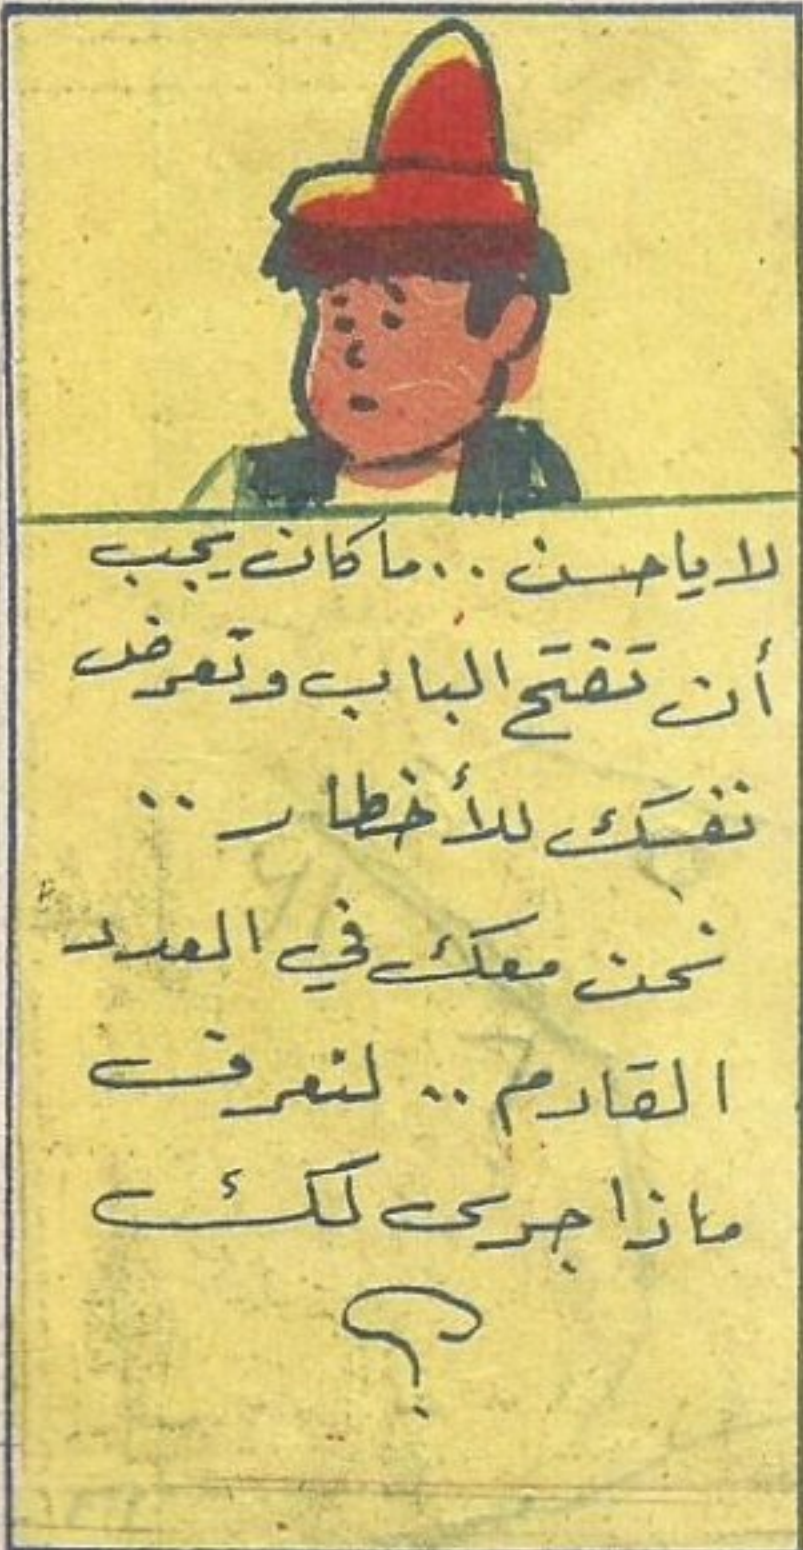 لا يا حسن .. ما كان يجب
أن تفتح الباب وتعرض
نفسك للأخطار ..
نحن معك في العدد
القادم .. لنعرف
ماذا جرى لك
؟